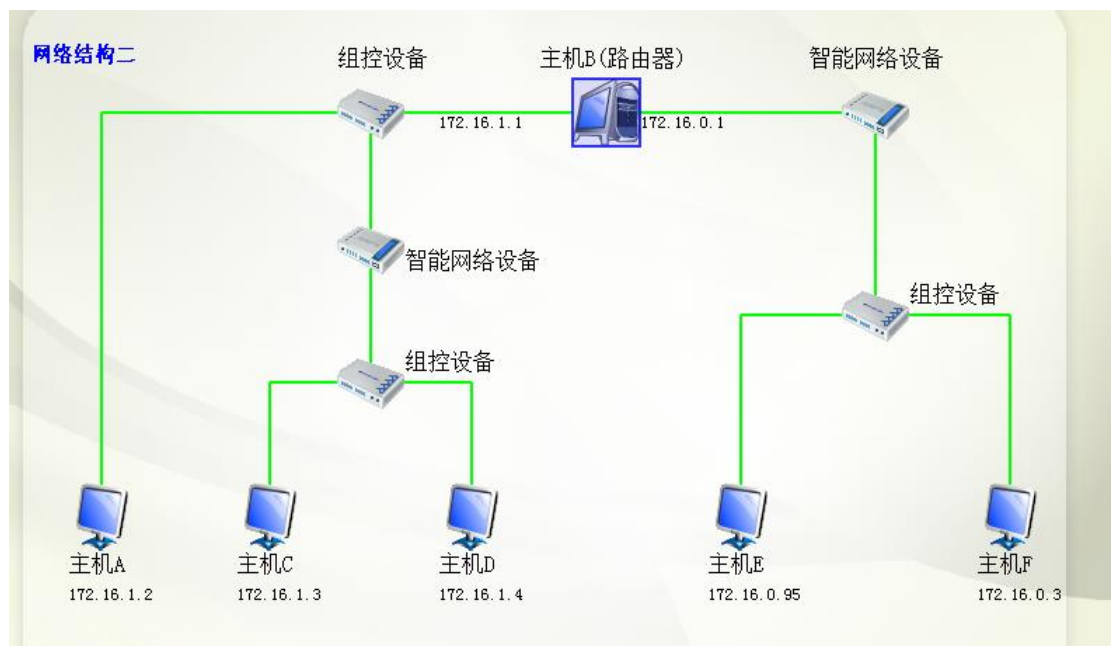 网络结构二
组控设备
主机B(路由器)
智能网络设备
172.16.1.1
172.16.0.1
智能网络设备
组控设备
组控设备
主机A
主机C
主机D
主机E
主机F
172.16.1.2
172.16.1.3
172.16.1.4
172.16.0.95
172.16.0.3